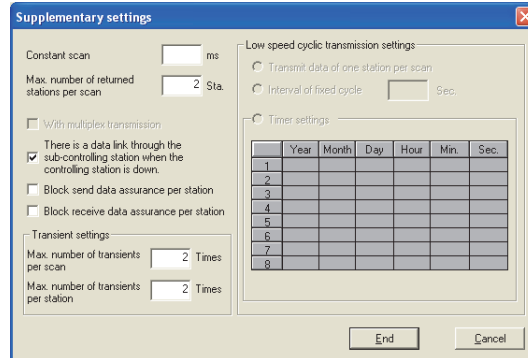 Supplementary settings
Constant scan
ms
Max. number of returned
stations per scan
2
Sta.
With multiplex transmission
There is a data link through the
sub-controlling station when the
controlling station is down.
Block send data assurance per station
Block receive data assurance per station
Transient settings
Max. number of transients
per scan
2
Times
Max. number of transients
per station
2
Times
Low speed cyclic transmission settings
Transmit data of one station per scan
Interval of fixed cycle
Sec.
Timer settings
Year Month Day Hour Min. Sec.
1
2
3
4
5
6
7
8
End
Cancel